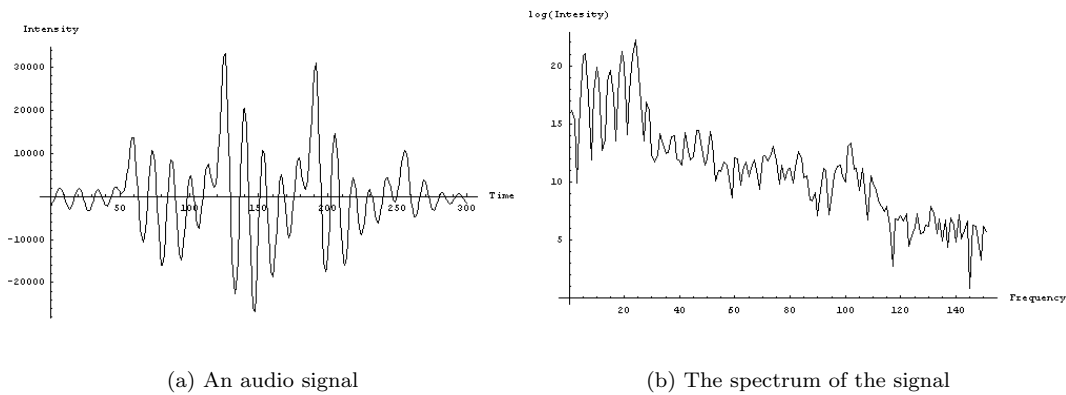 Intensity
30000
20000
10000
-10000
-20000
50 100 150 200 250 300
Time
(a) An audio signal
log(Intesity)
20
15
10
5
20 40 60 80 100 120 140
Frequency
(b) The spectrum of the signal